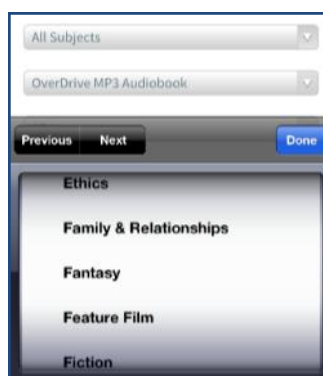 All Subjects
OverDrive MP3 Audiobook
Previous Next Done
Ethics
Family & Relationships
Fantasy
Feature Film
Fiction